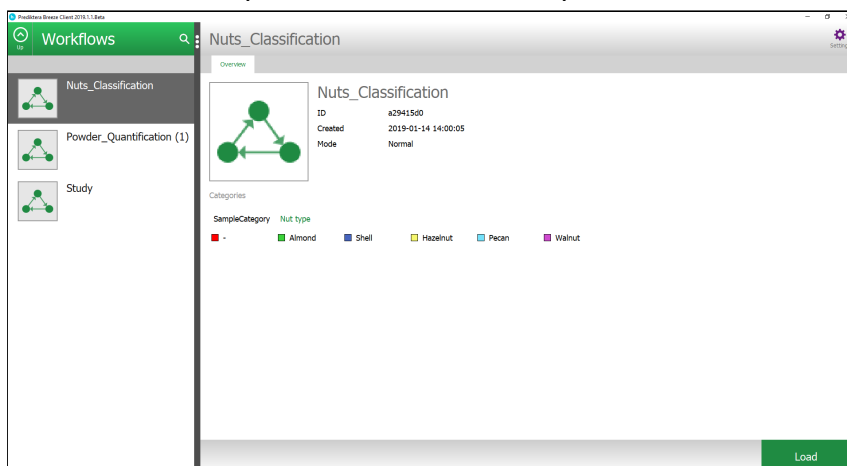 Prediktera Breeze Client 2019.1.1.Beta
Up
Workflows
Nuts_Classification
Setting
Overview
Nuts_Classification
Powder_Quantification (1)
Study
Nuts_Classification
ID a29415d0
Created 2019-01-14 14:00:05
Mode Normal
Categories
SampleCategory Nut type
- Almond Shell Hazelnut Pecan Walnut
Load